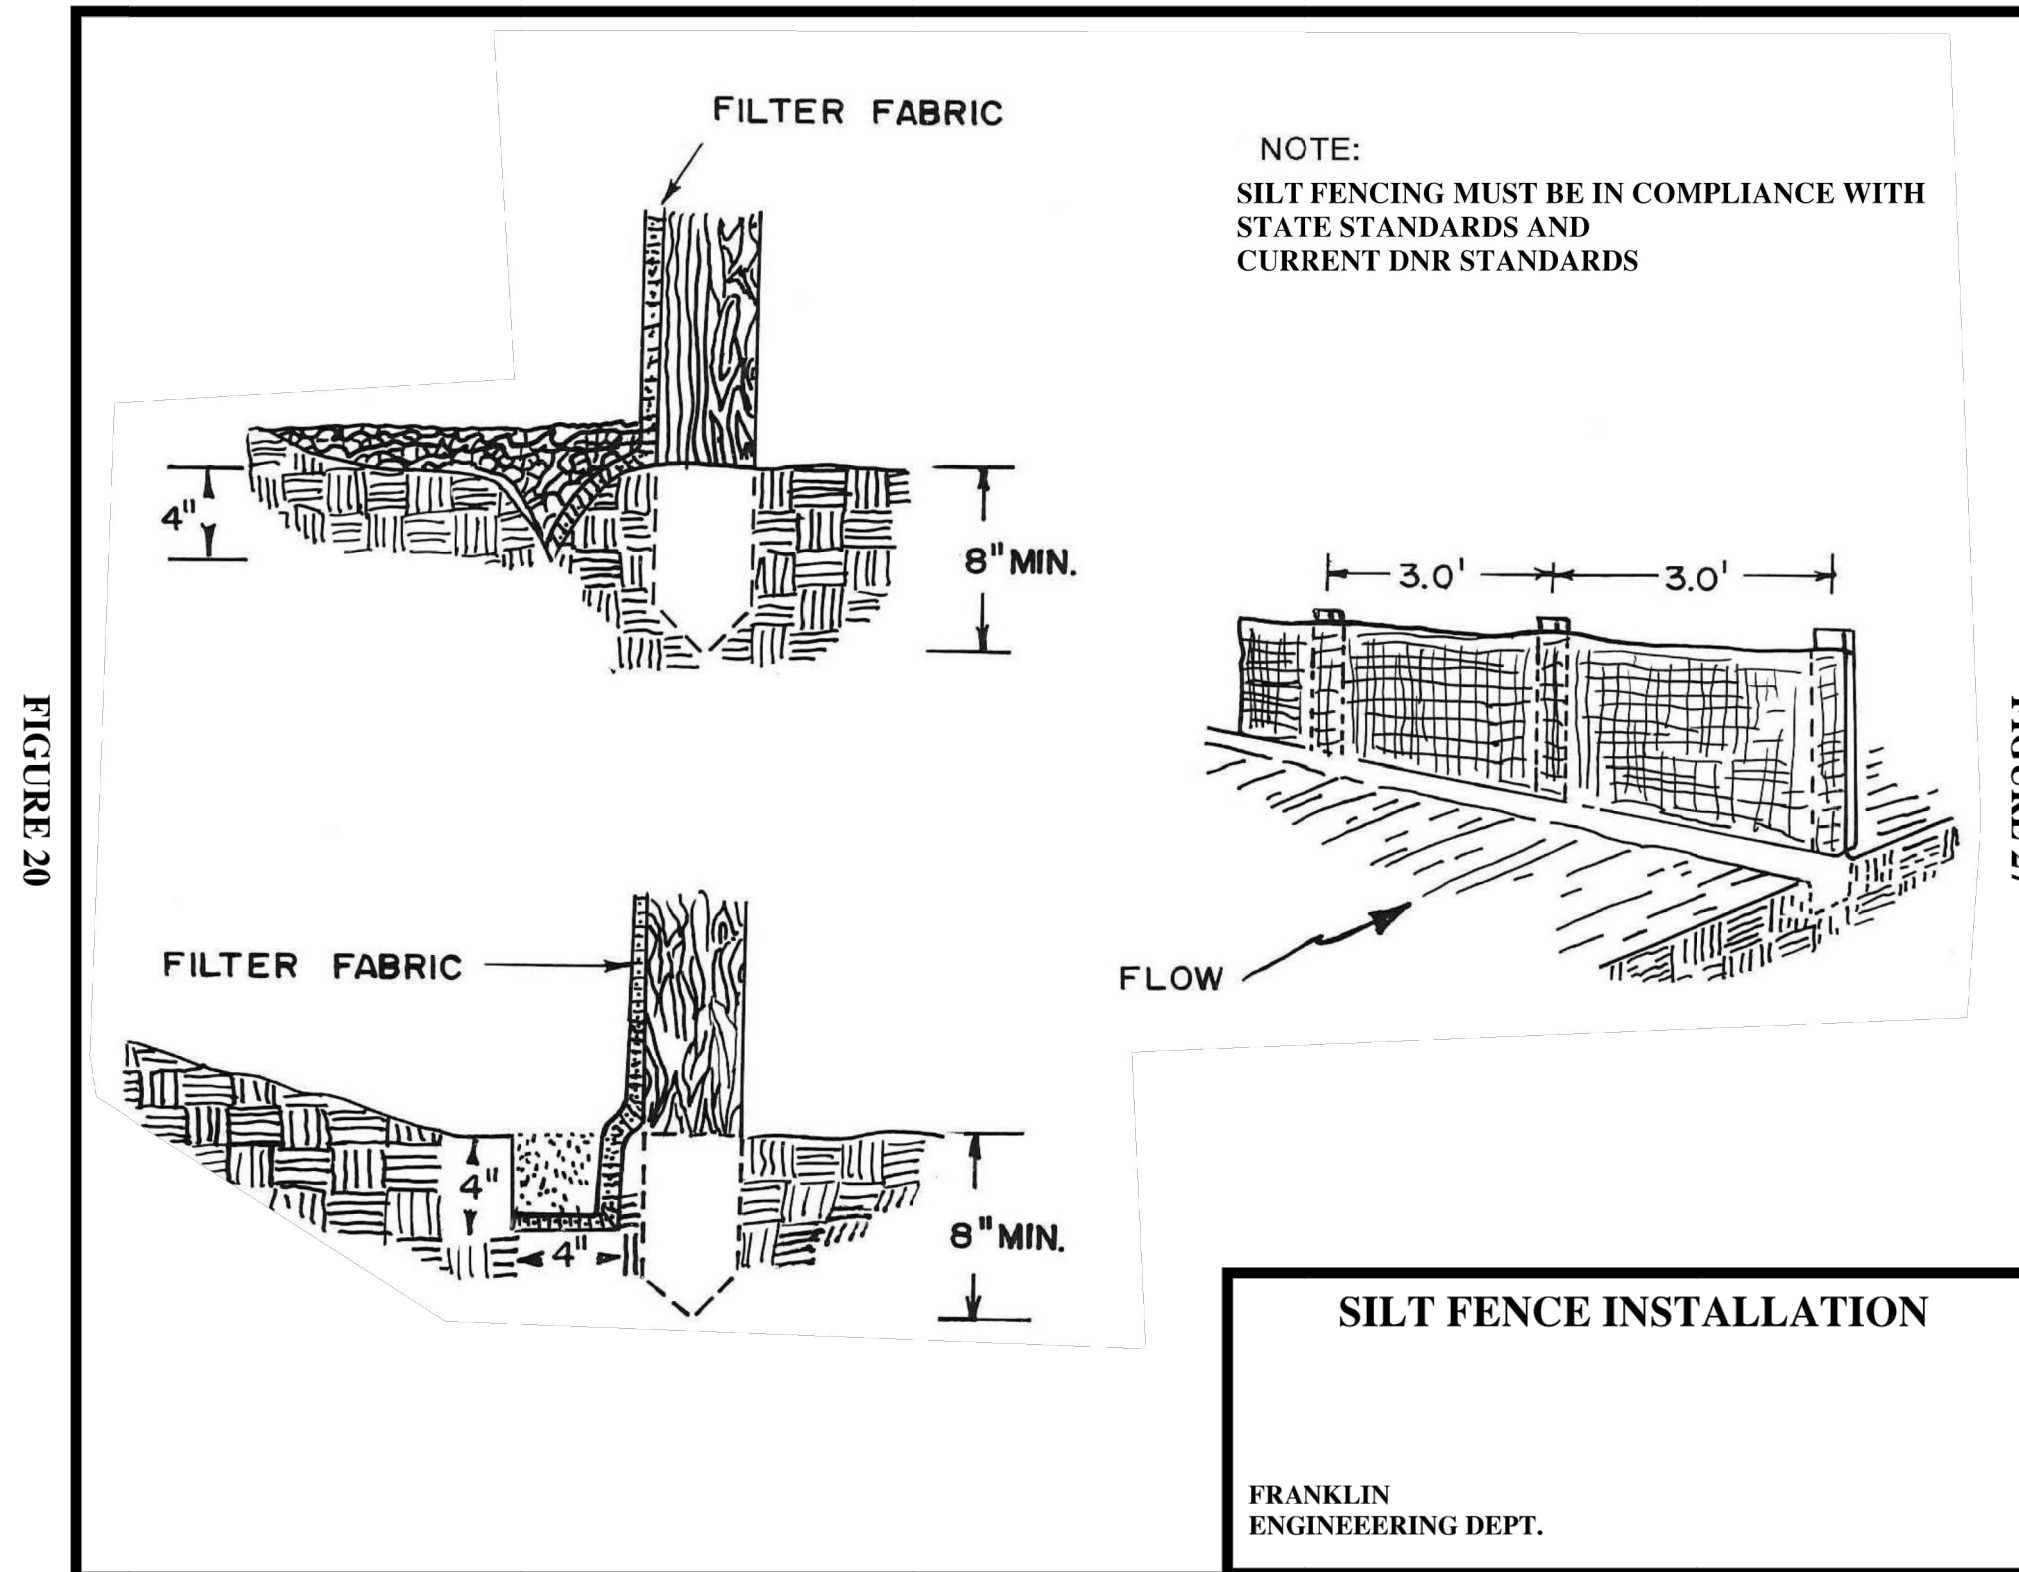 FILTER FABRIC
NOTE:
SILT FENCING MUST BE IN COMPLIANCE WITH
STATE STANDARDS AND
CURRENT DNR STANDARDS
4"
8" MIN.
3.0'
3.0'
FIGURE 20
FILTER FABRIC
FLOW
4"
4"
8" MIN.
SILT FENCE INSTALLATION
FRANKLIN
ENGINEEERING DEPT.